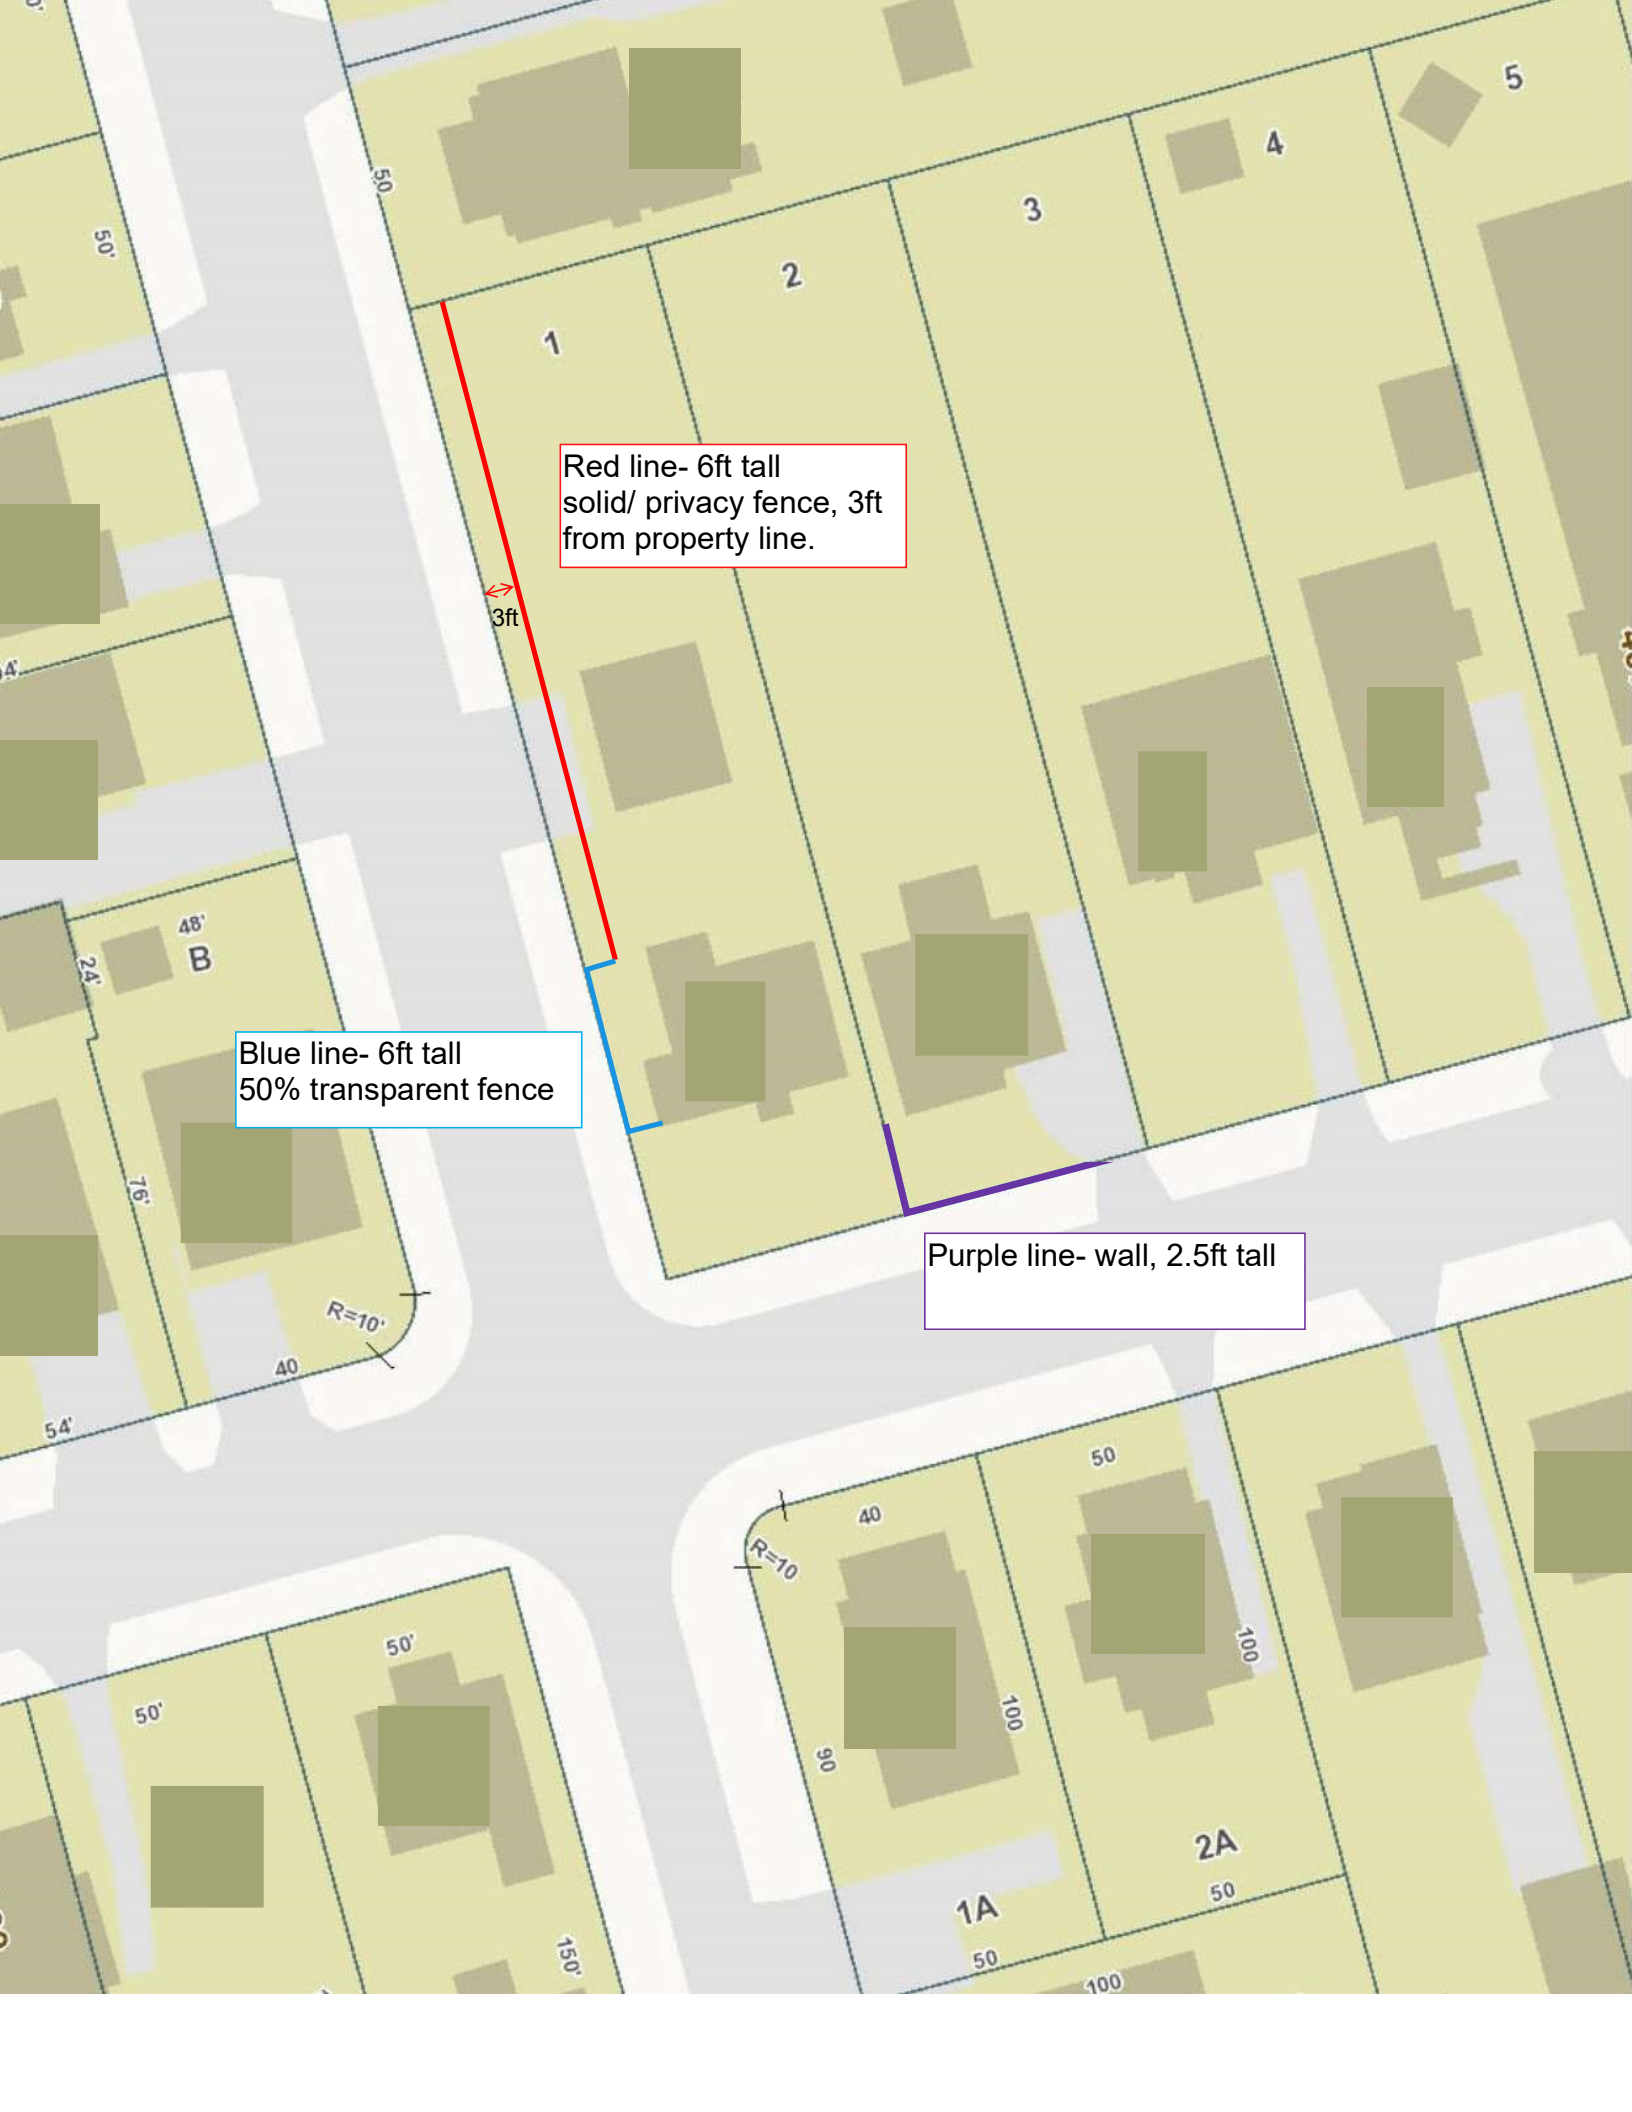 5
4
50
3
50'
2
1
Red line- 6ft tall
solid/ privacy fence, 3ft
from property line.
3ft
48'
B
24'
Blue line- 6ft tall
50% transparent fence
76'
Purple line- wall, 2.5ft tall
R=10'
40
54'
50
40
R=10
50'
100
50'
100
90
2A
50
1A
150'
50
100